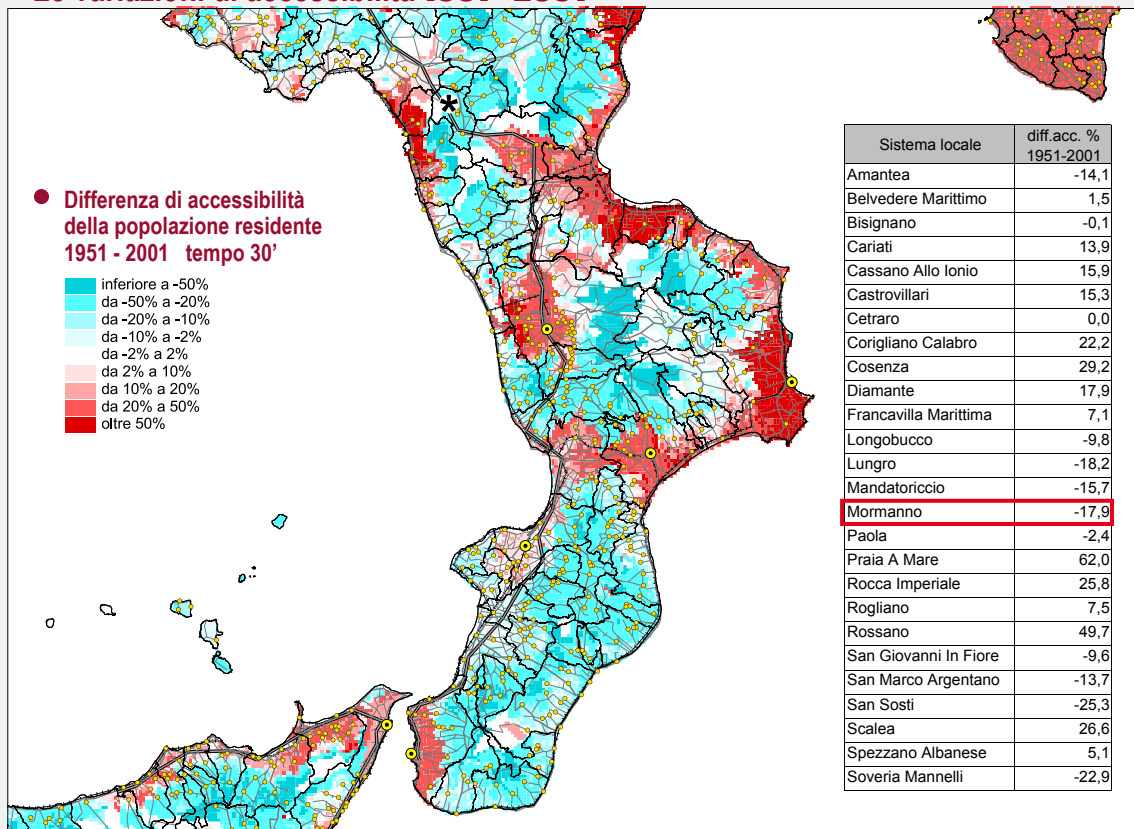 Le variazioni di accessibilità 1951 - 2001
Differenza di accessibilità
della popolazione residente
1951 - 2001 tempo 30’
inferiore a -50%
da -50% a -20%
da -20% a -10%
da -10% a -2%
da -2% a 2%
da 2% a 10%
da 10% a 20%
da 20% a 50%
oltre 50%
*
Sistema locale diff.acc. %
1951-2001
Amantea -14,1
Belvedere Marittimo 1,5
Bisignano -0,1
Cariati 13,9
Cassano Allo Ionio 15,9
Castrovillari 15,3
Cetraro 0,0
Corigliano Calabro 22,2
Cosenza 29,2
Diamante 17,9
Francavilla Marittima 7,1
Longobucco -9,8
Lungro -18,2
Mandatoriccio -15,7
Mormanno -17,9
Paola -2,4
Praia A Mare 62,0
Rocca Imperiale 25,8
Rogliano 7,5
Rossano 49,7
San Giovanni In Fiore -9,6
San Marco Argentano -13,7
San Sosti -25,3
Scalea 26,6
Spezzano Albanese 5,1
Soveria Mannelli -22,9